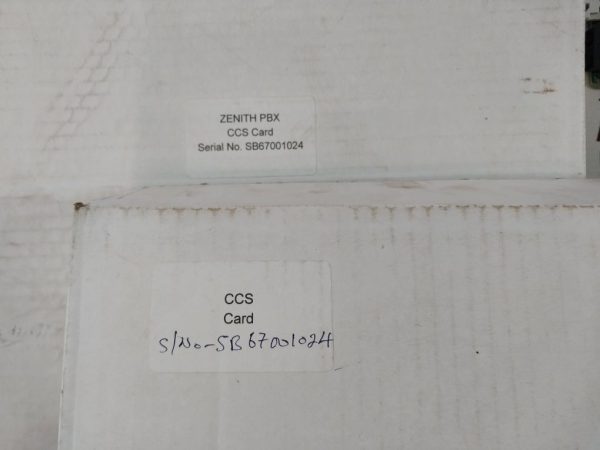 ZENITH PBX
CCS Card
Serial No. SB67001024
CCS
Card
S/No-SB67001024